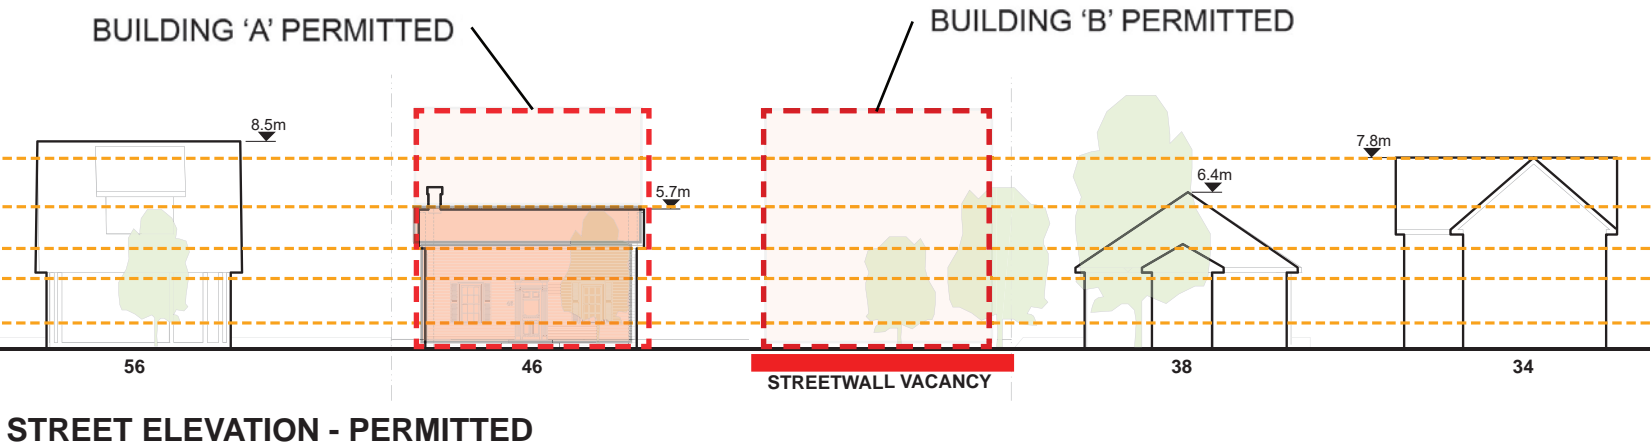 BUILDING ‘A’ PERMITTED
BUILDING ‘B’ PERMITTED
8.5m
5.7m
6.4m
7.8m
56
46
38
34
STREETWALL VACANCY
STREET ELEVATION - PERMITTED